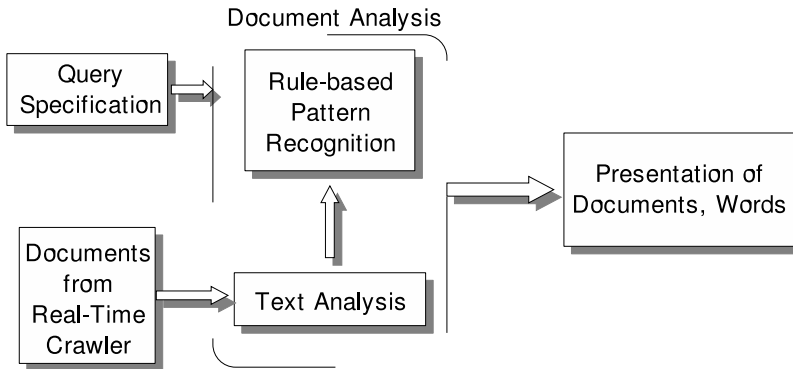 Document Analysis
Query
Specification
Rule-based
Pattern
Recognition
Presentation of
Documents, Words
Documents
from
Real-Time
Crawler
Text Analysis